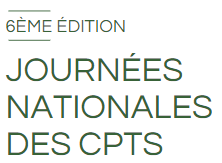 6ÈME ÉDITION
JOURNÉES
NATIONALES
DES CPTS